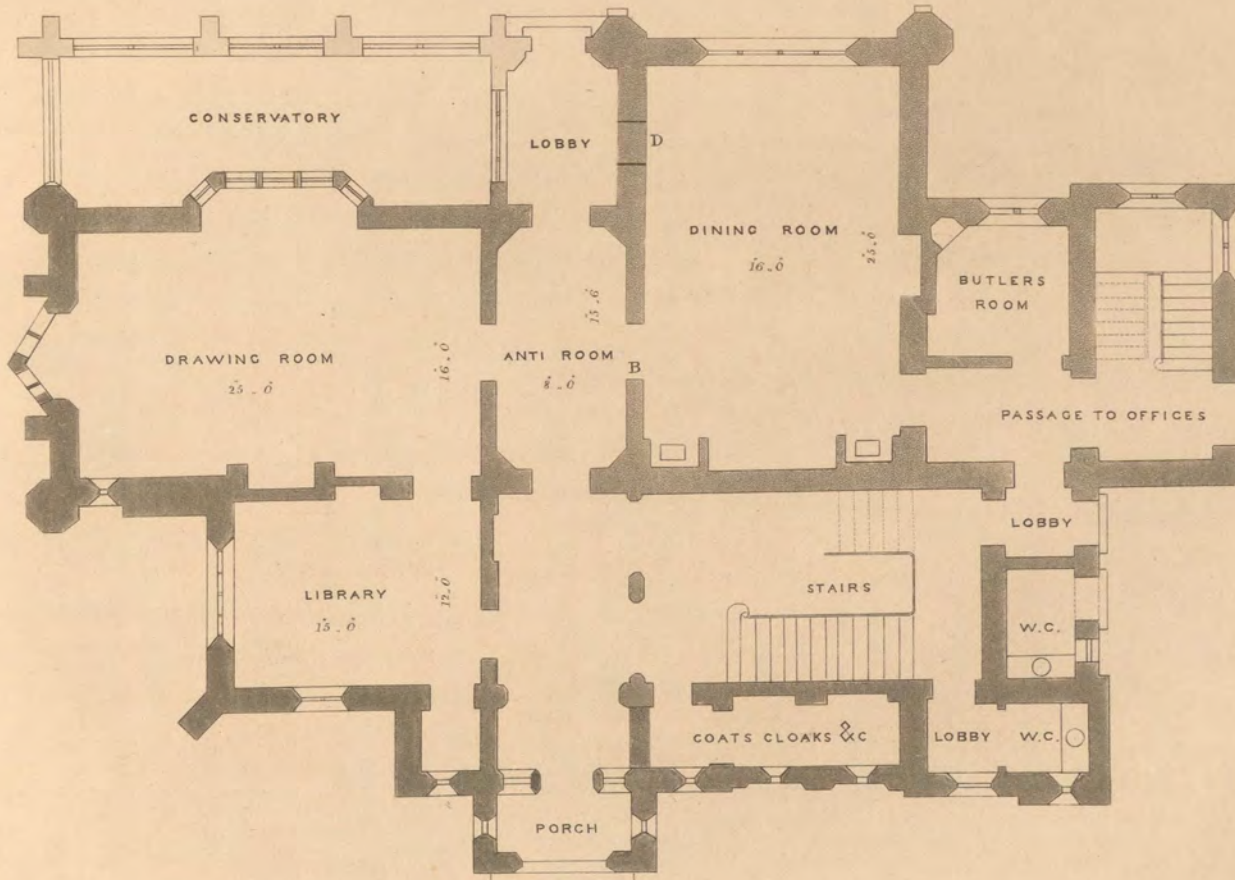 CONSERVATORY
LOBBY
D
DINING ROOM
16.0
25.0
BUTLERS
ROOM
15.6
DRAWING ROOM
25.0
16.0
ANTI ROOM
8.0
B
PASSAGE TO OFFICES
LOBBY
LIBRARY
15.0
12.0
STAIRS
W.C.
COATS CLOAKS &C
LOBBY
W.C.
PORCH